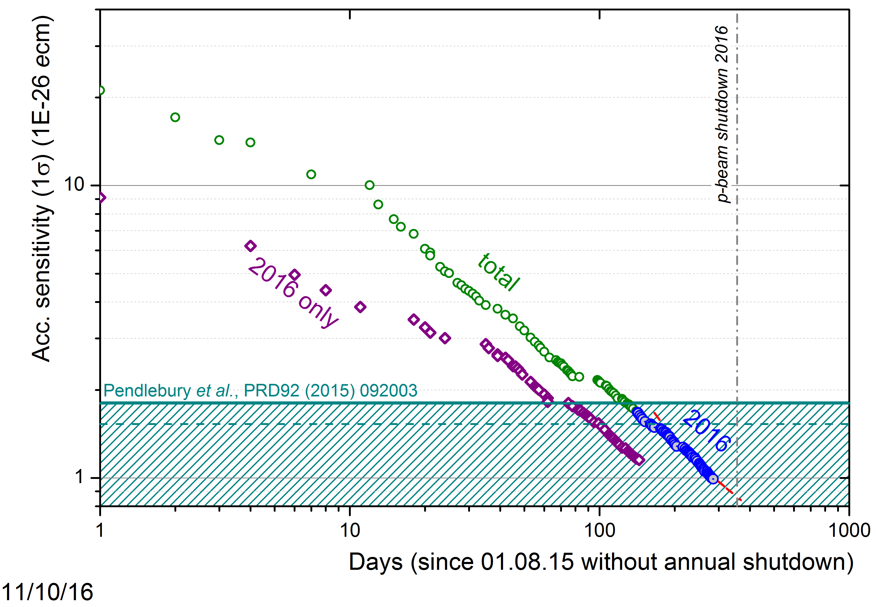 Acc. sensitivity (1σ) (1E-26 ecm)
10
1
p-beam shutdown 2016
total
2016 only
Pendlebury et al., PRD92 (2015) 092003
2016
1 10 100 1000
Days (since 01.08.15 without annual shutdown)
11/10/16